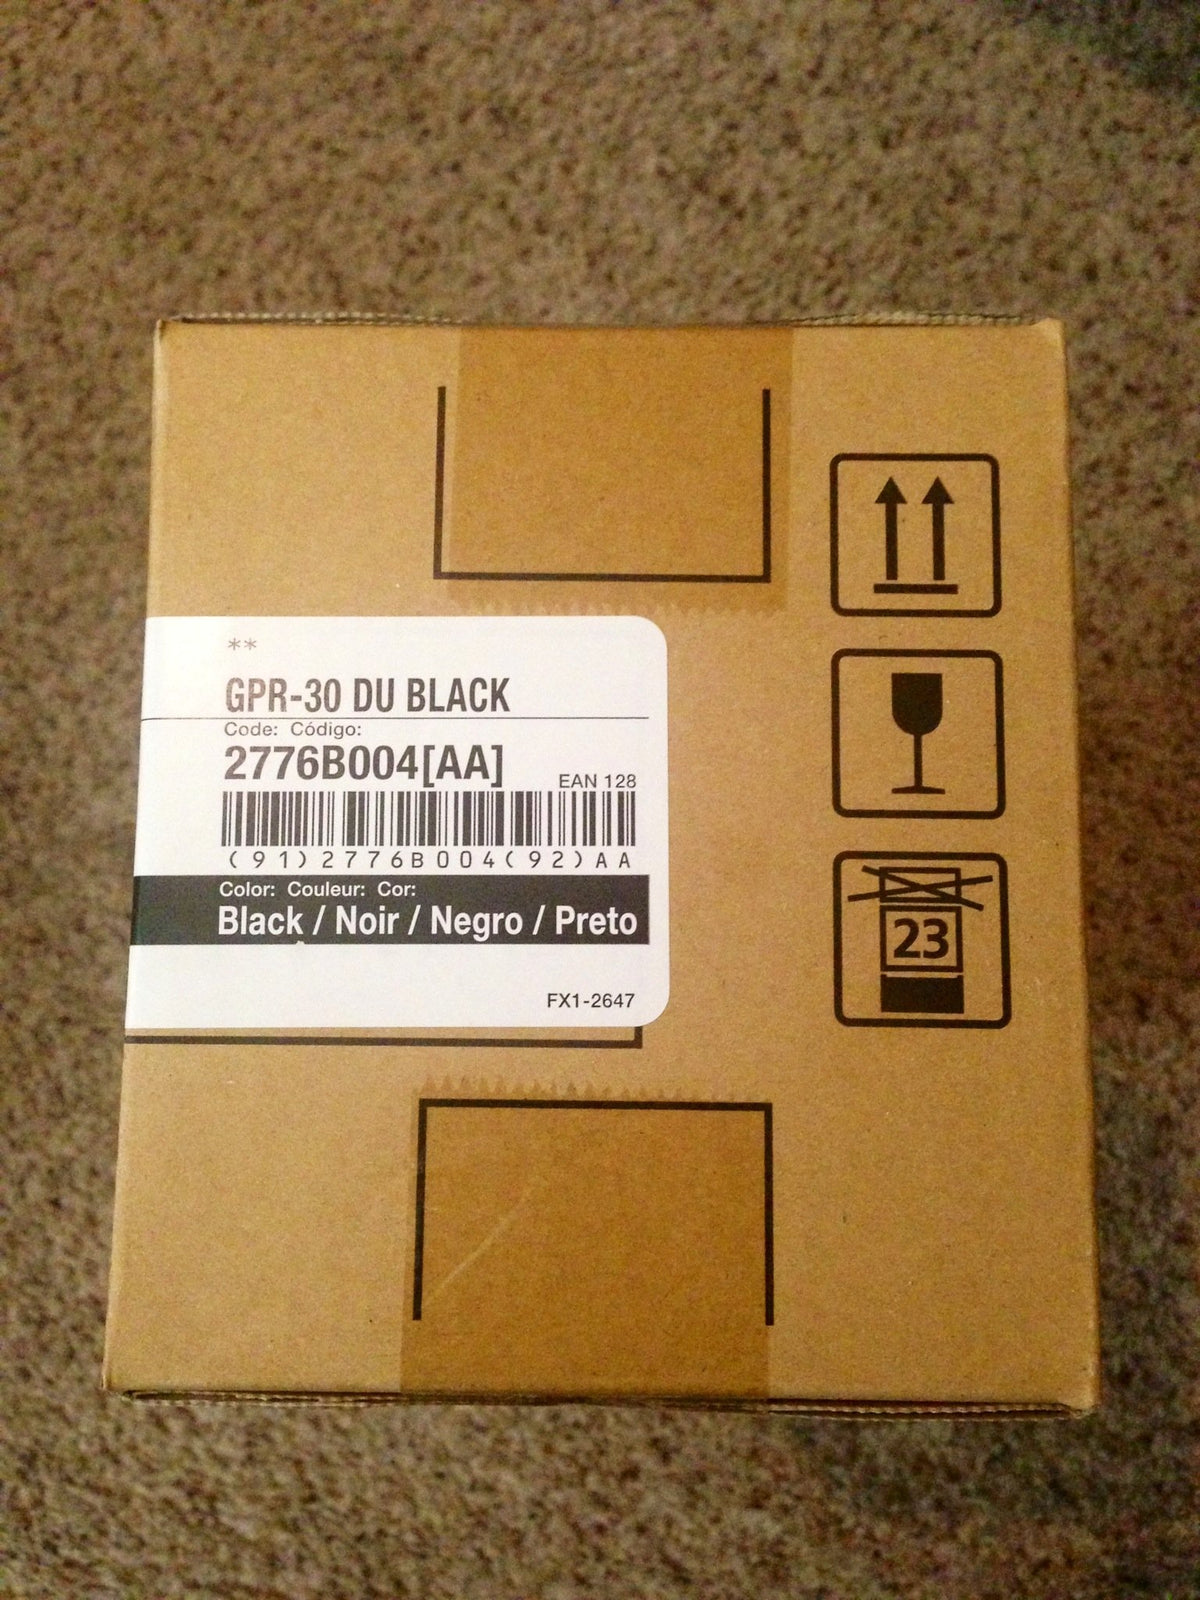 **
GPR-30 DU BLACK
Code: Código:
2776B004[AA]
EAN 128
(91)2776B004(92)AA
Color: Couleur: Cor:
Black / Noir / Negro / Preto
FX1-2647
23